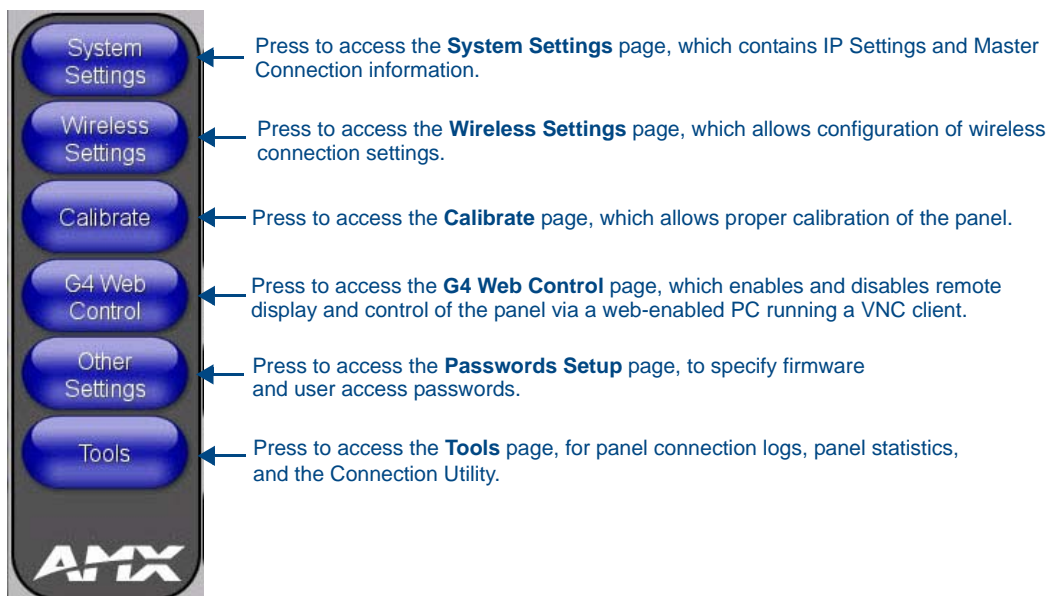 System
Settings
Press to access the System Settings page, which contains IP Settings and Master
Connection information.
Wireless
Settings
Press to access the Wireless Settings page, which allows configuration of wireless
connection settings.
Calibrate
Press to access the Calibrate page, which allows proper calibration of the panel.
G4 Web
Control
Press to access the G4 Web Control page, which enables and disables remote
display and control of the panel via a web-enabled PC running a VNC client.
Other
Settings
Press to access the Passwords Setup page, to specify firmware
and user access passwords.
Tools
Press to access the Tools page, for panel connection logs, panel statistics,
and the Connection Utility.
AMX